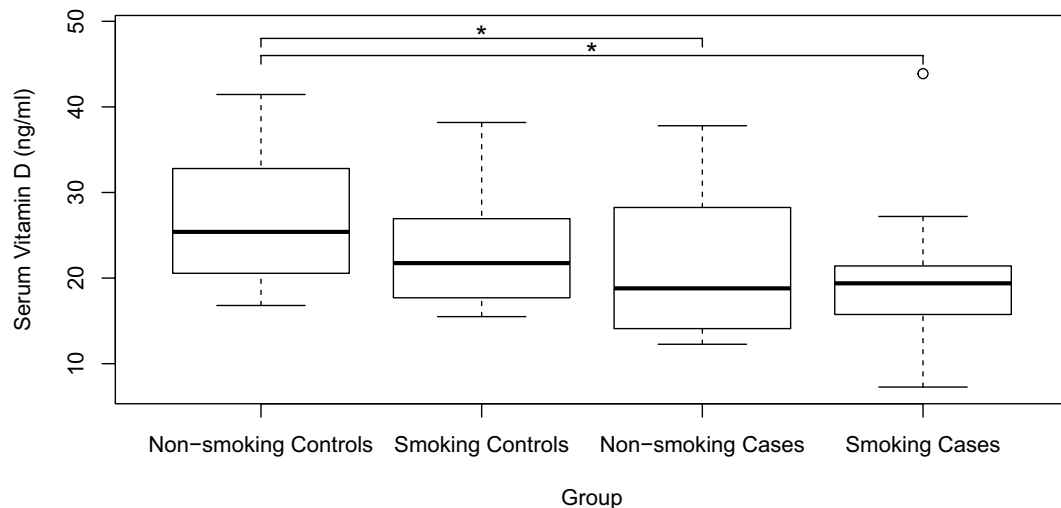 50
*
*
40
30
20
10
Serum Vitamin D (ng/ml)
Non−smoking Controls Smoking Controls Non−smoking Cases Smoking Cases
Group